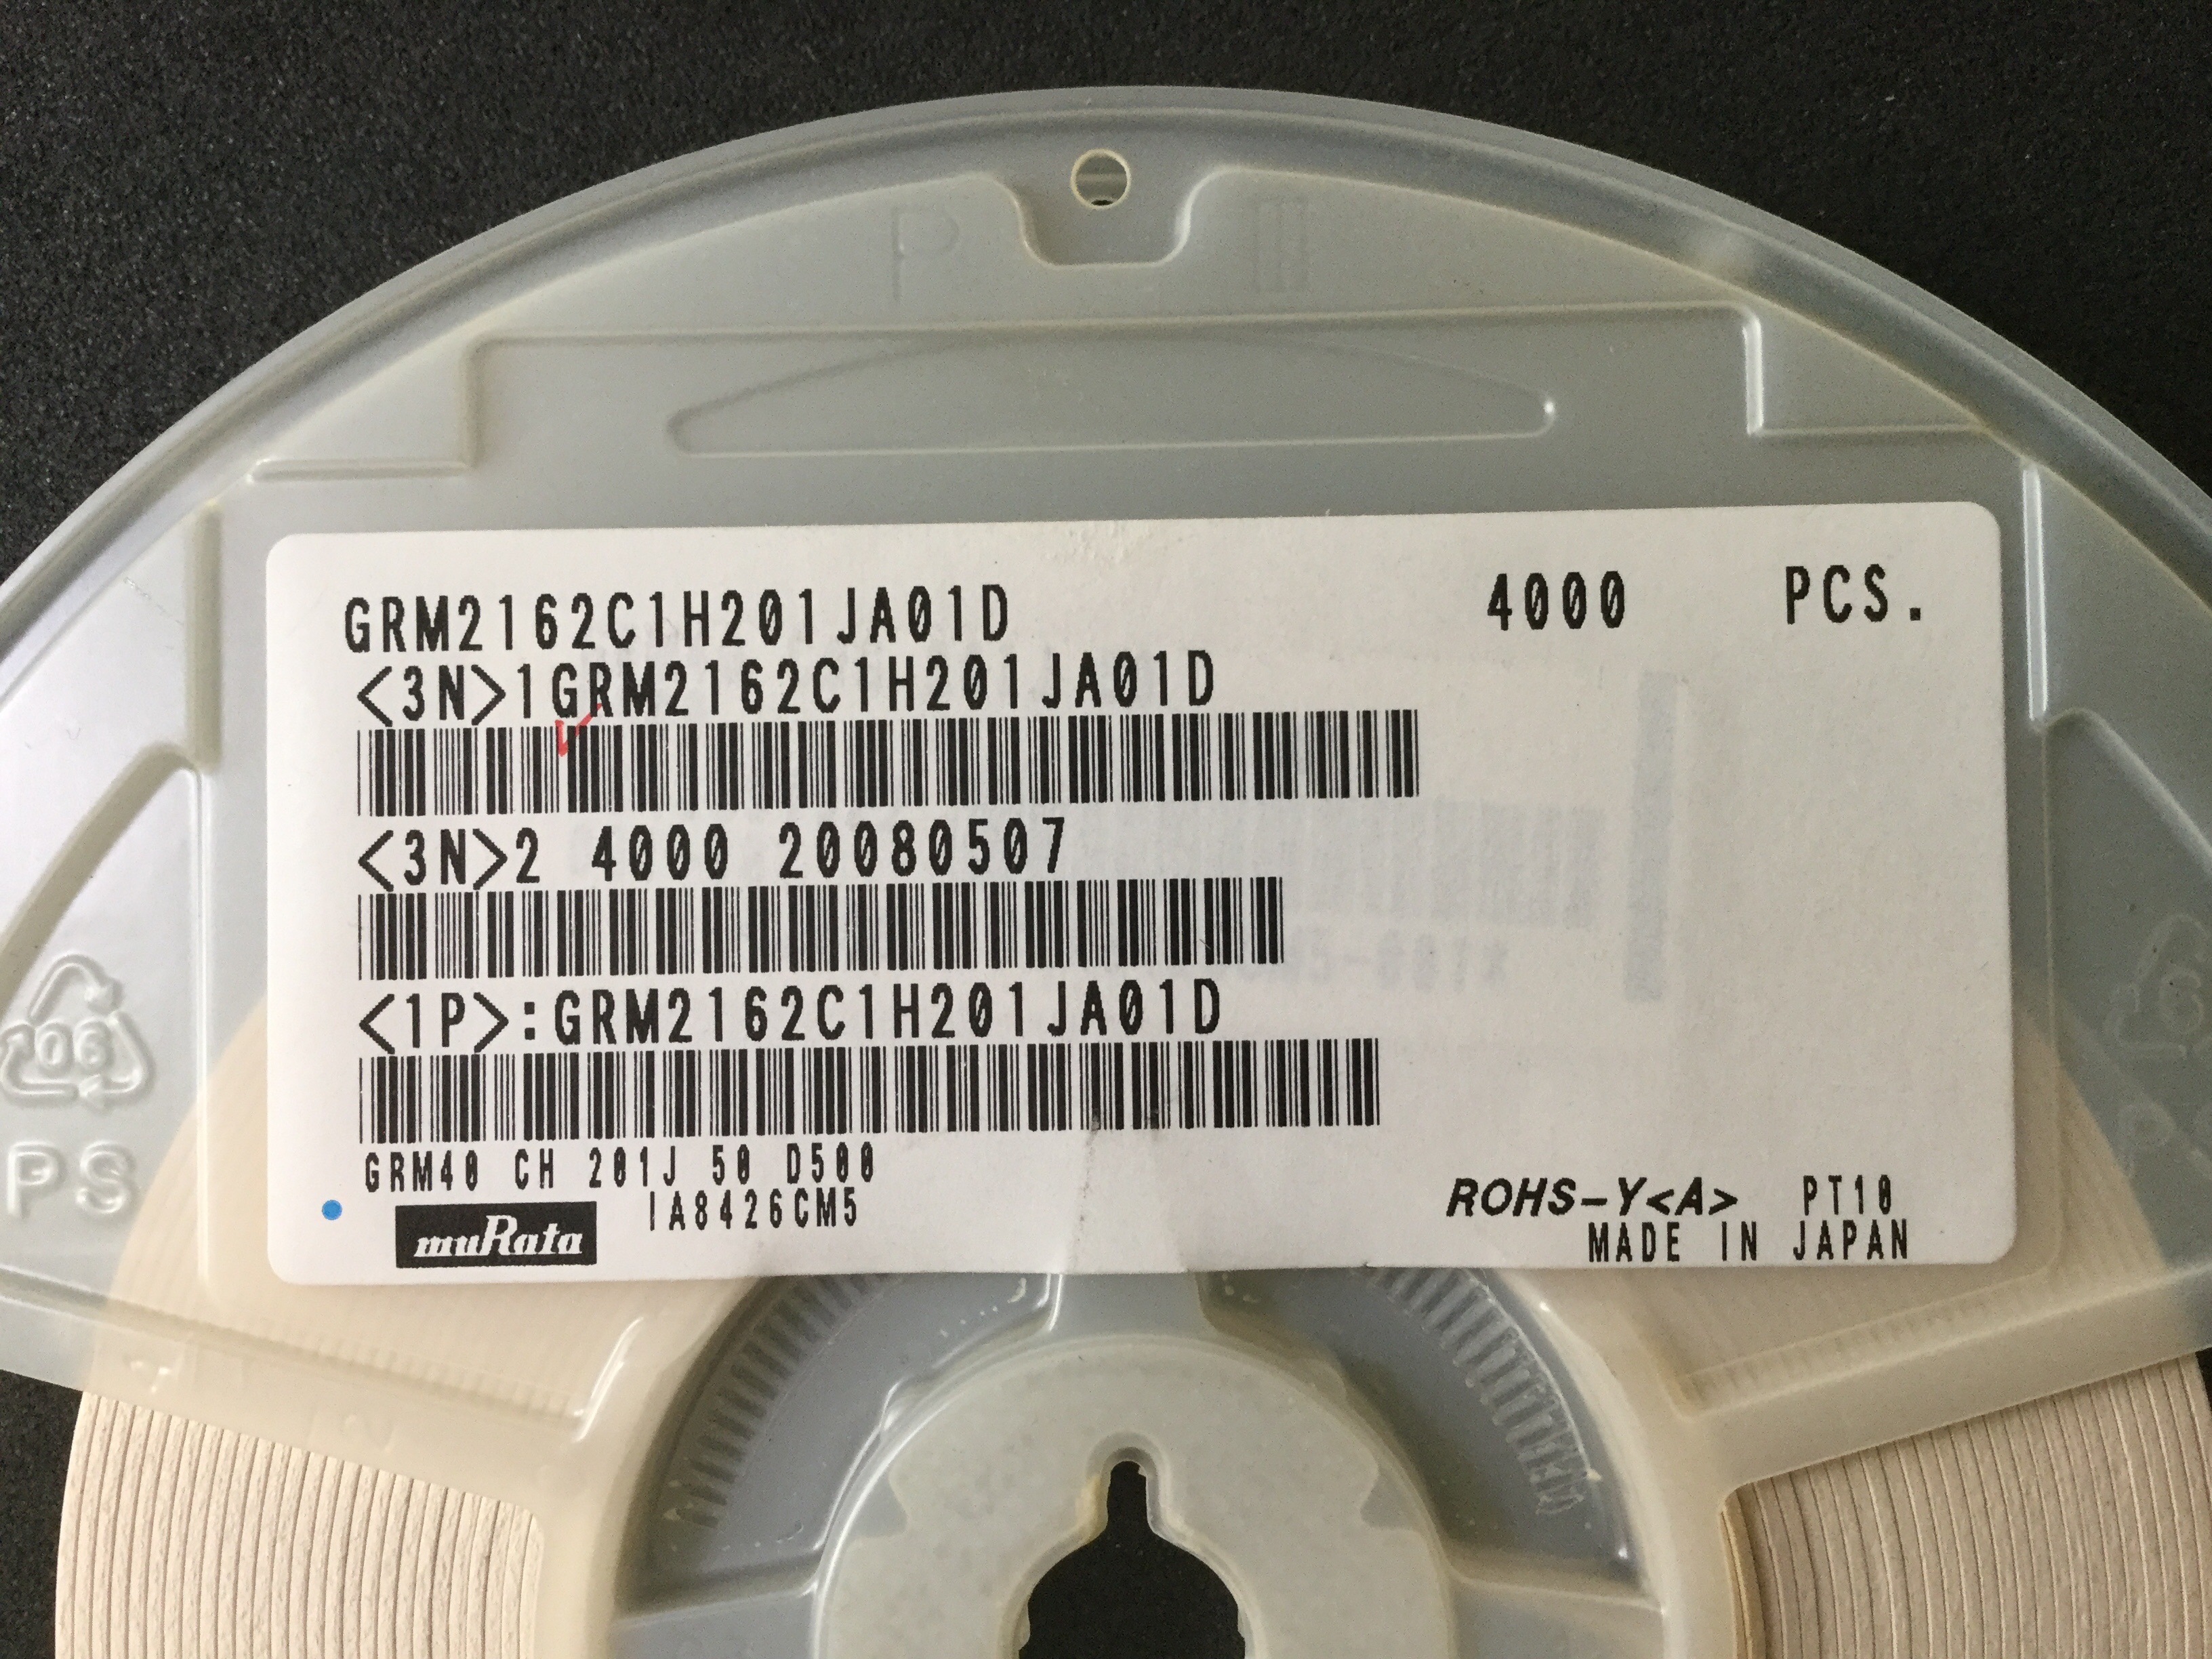 GRM2162C1H201JA01D 4000 PCS.
<3N>1GRM2162C1H201JA01D
<3N>2 4000 20080507
<1P>:GRM2162C1H201JA01D
GRM40 CH 201J 50 D500
muRata IA8426CM5
ROHS-Y<A> PT10
MADE IN JAPAN
06
PS